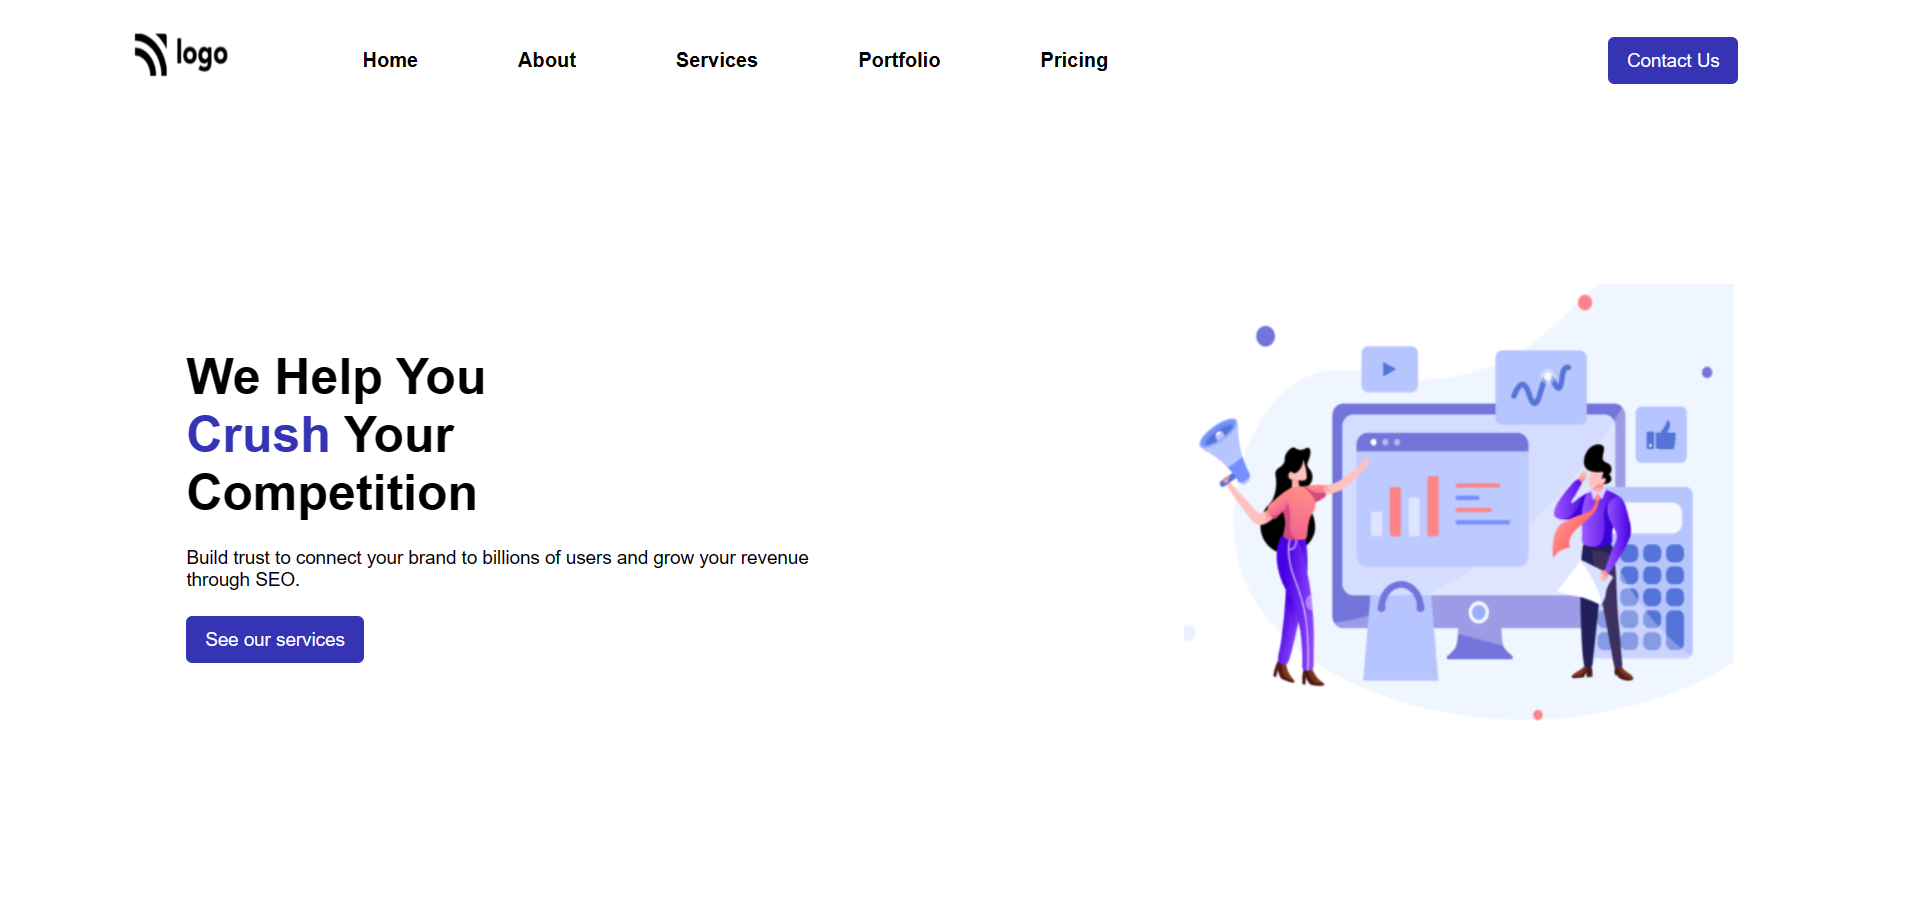 logo
Home
About
Services
Portfolio
Pricing
Contact Us
We Help You
Crush Your
Competition
Build trust to connect your brand to billions of users and grow your revenue
through SEO.
See our services